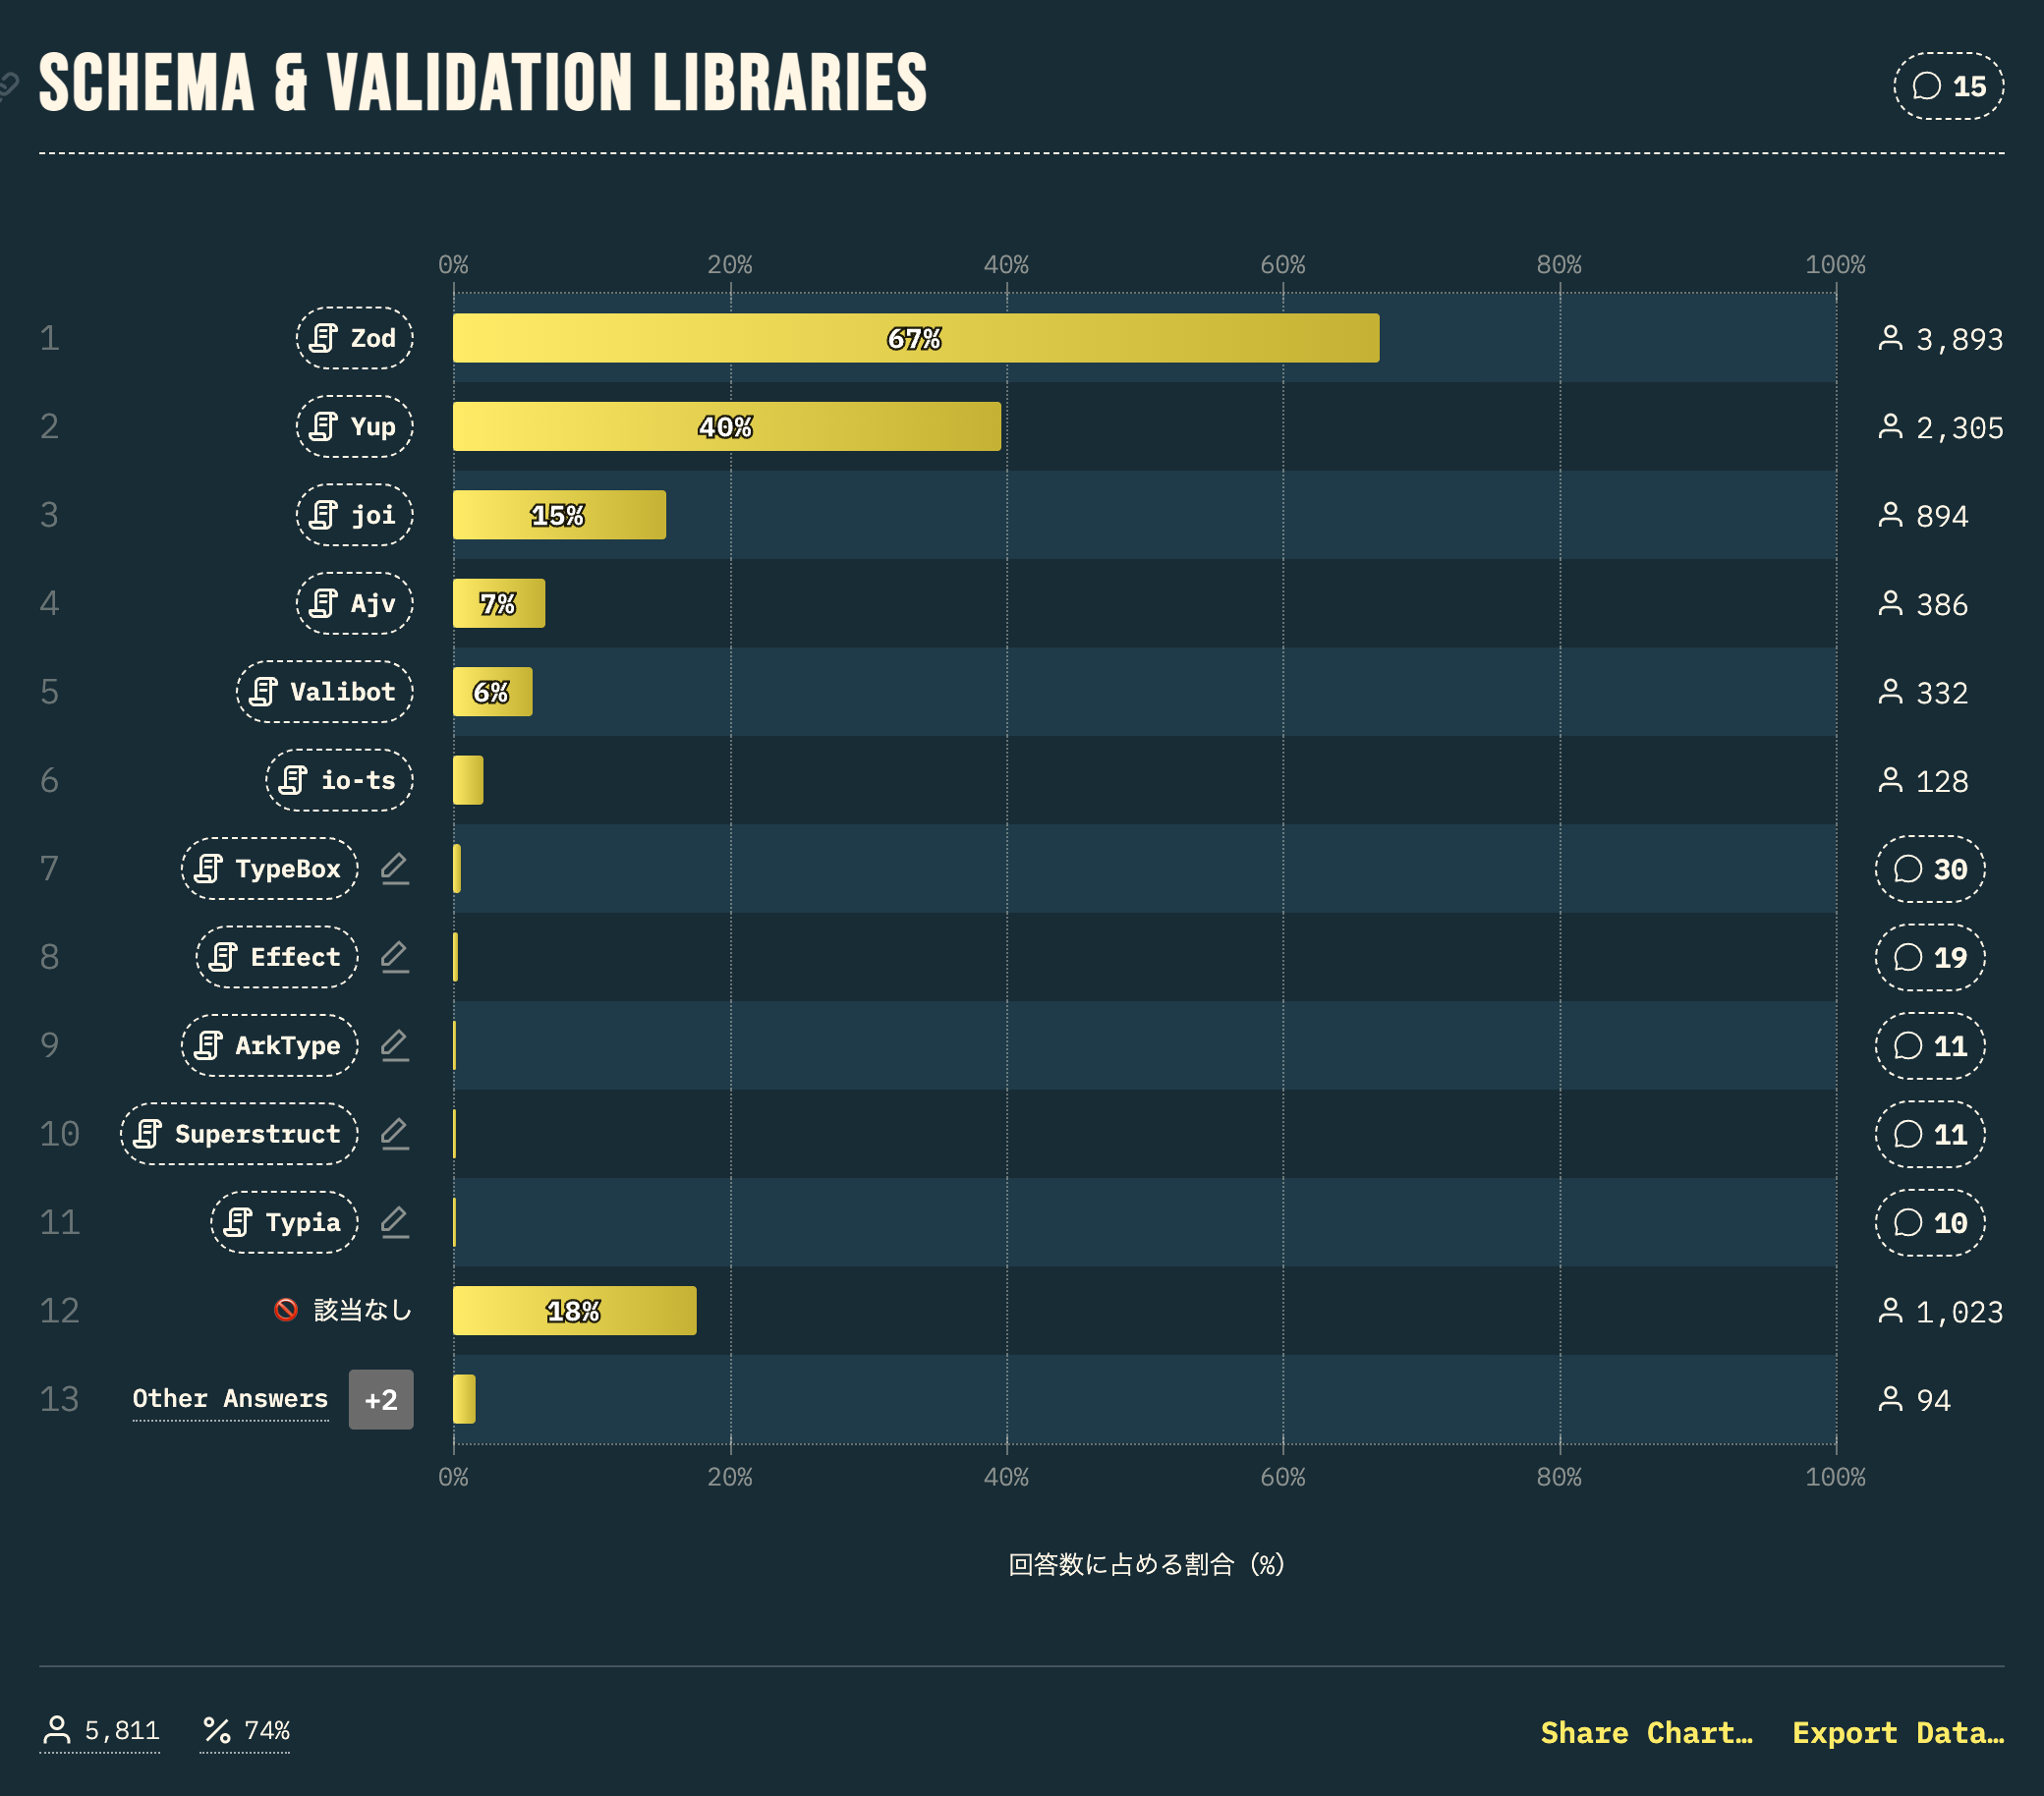 SCHEMA & VALIDATION LIBRARIES 15
0% 20% 40% 60% 80% 100%
1 Zod 67% 3,893
2 Yup 40% 2,305
3 joi 15% 894
4 Ajv 7% 386
5 Valibot 6% 332
6 io-ts 128
7 TypeBox 30
8 Effect 19
9 ArkType 11
10 Superstruct 11
11 Typia 10
12 該当なし 18% 1,023
13 Other Answers +2 94
0% 20% 40% 60% 80% 100%
回答数に占める割合 (%)
5,811 % 74% Share Chart… Export Data…